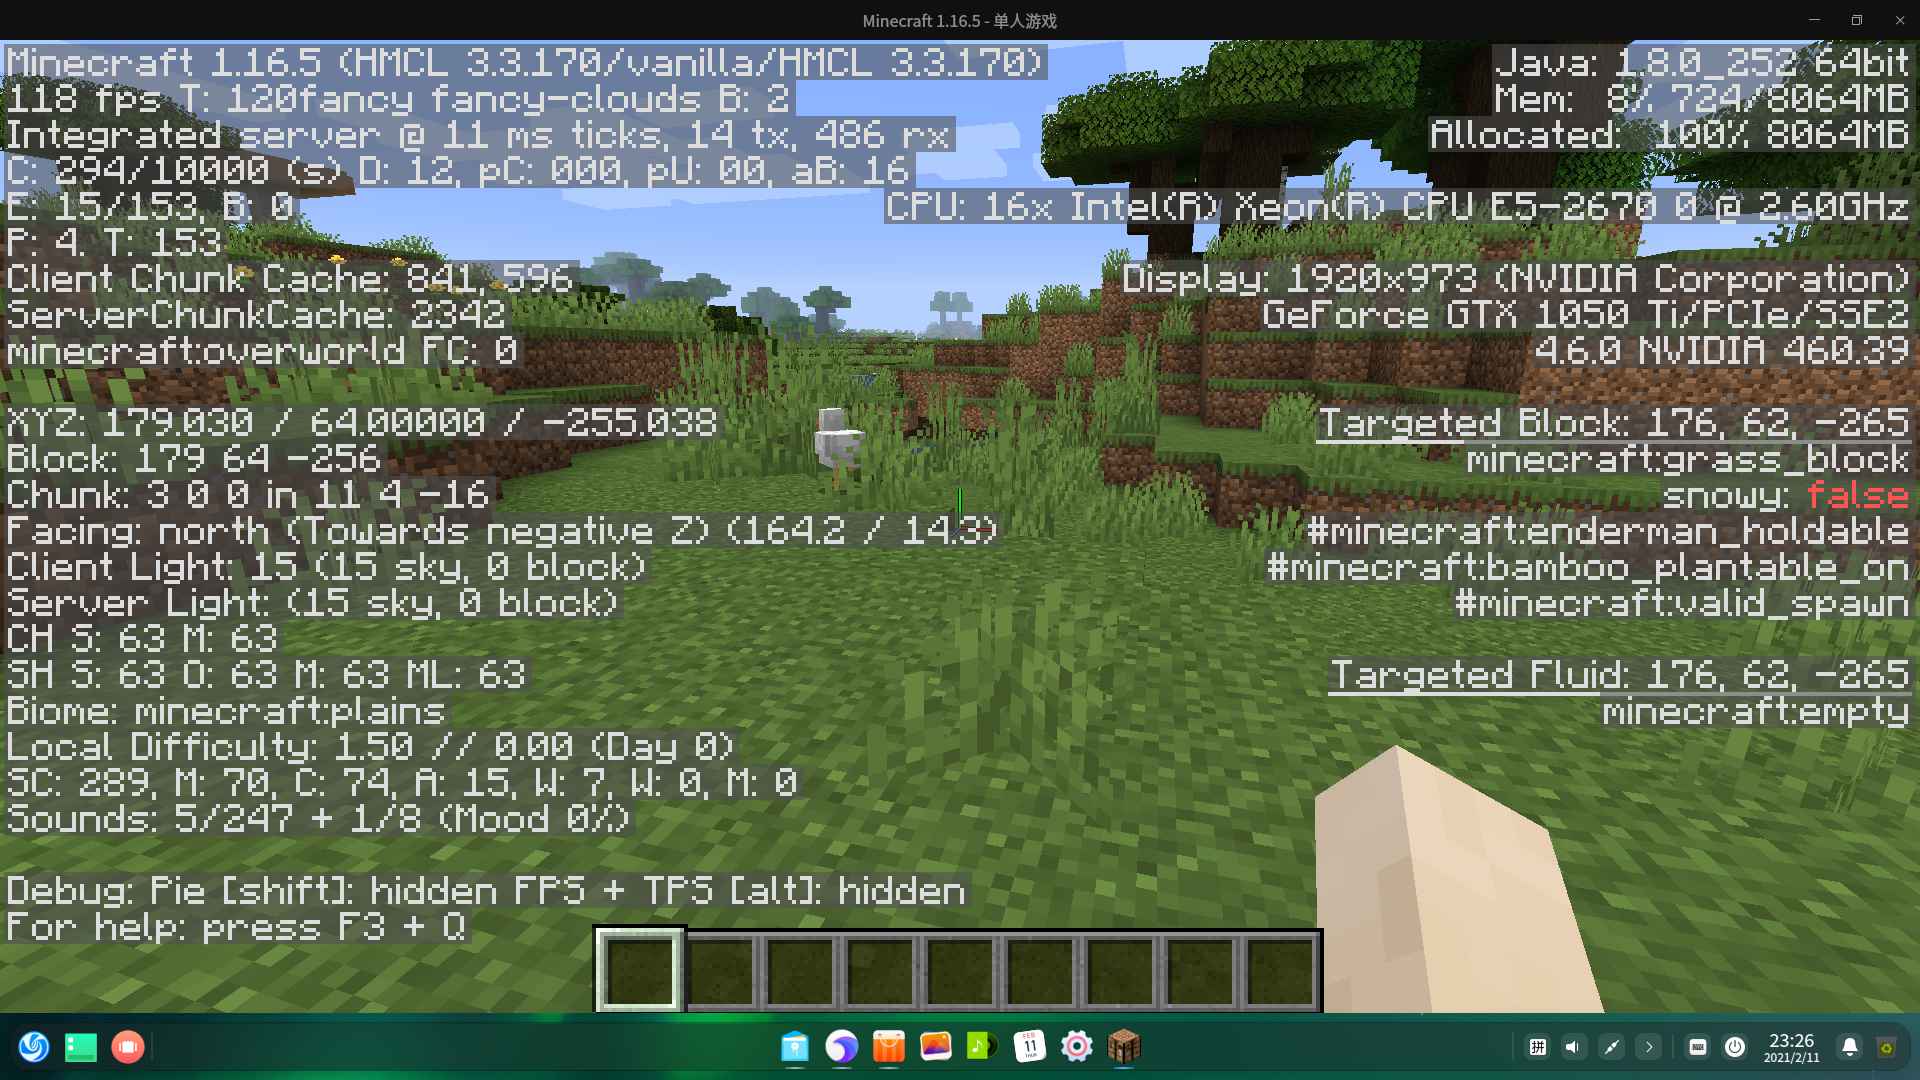 Minecraft 1.16.5 - 单人游戏
Minecraft 1.16.5 (HMCL 3.3.170/vanilla/HMCL 3.3.170)
118 fps T: 120fancy fancy-clouds B: 2
Integrated server @ 11 ms ticks, 14 tx, 486 rx
C: 294/10000 (s) D: 12, pC: 000, pU: 00, aB: 16
E: 15/153, B: 0
P: 4. T: 153
Client Chunk Cache: 841, 596
ServerChunkCache: 2342
minecraft:overworld FC: 0
XYZ: 179.030 / 64.00000 / -255.038
Block: 179 64 -256
Chunk: 3 0 0 in 11 4 -16
Facing: north (Towards negative Z) (164.2 / 14.3)
Client Light: 15 (15 sky, 0 block)
Server Light: (15 sky, 0 block)
CH S: 63 M: 63
SH S: 63 O: 63 M: 63 ML: 63
Biome: minecraft:plains
Local Difficulty: 1.50 // 0.00 (Day 0)
SC: 289, M: 70, C: 74, A: 15, W: 7, W: 0, M: 0
Sounds: 5/247 + 1/8 (Mood 0%)
Debug: Pie [shift]: hidden FPS + TPS [alt]: hidden
For help: press F3 + Q
Java: 1.8.0_252 64bit
Mem: 8% 724/8064MB
Allocated: 100% 8064MB
CPU: 16x Intel(R) Xeon(R) CPU E5-2670 0 @ 2.60GHz
Display: 1920x973 (NVIDIA Corporation)
GeForce GTX 1050 Ti/PCIe/SSE2
4.6.0 NVIDIA 460.39
Targeted Block: 176, 62, -265
minecraft:grass_block
snowy: false
#minecraft:enderman_holdable
#minecraft:bamboo_plantable_on
#minecraft:valid_spawn
Targeted Fluid: 176, 62, -265
minecraft:empty
FEB
11
拼
23:26
2021/2/11